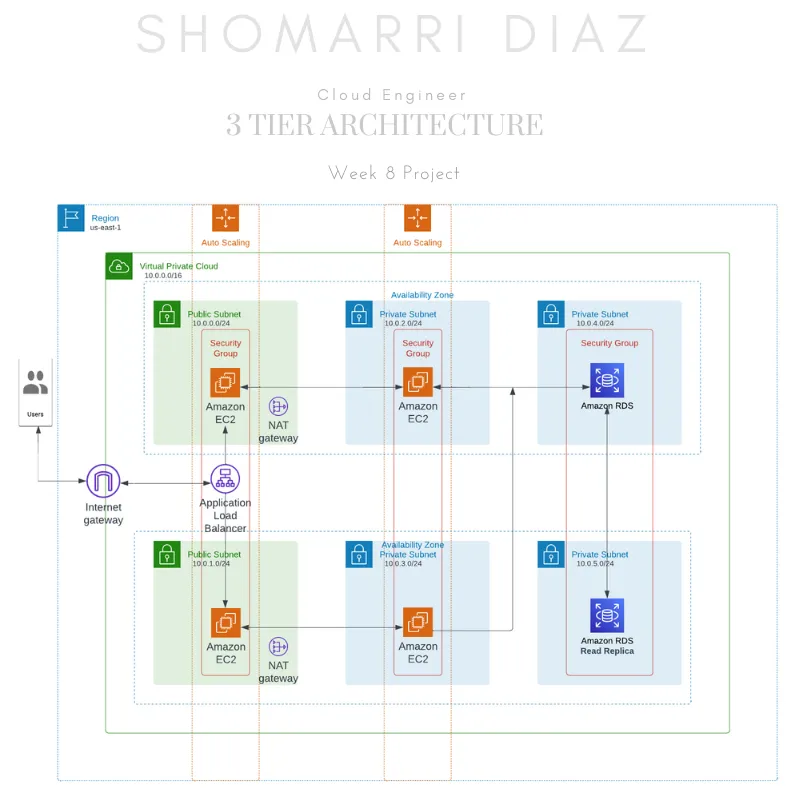 SHOMARRI DIAZ
Cloud Engineer
3 TIER ARCHITECTURE
Week 8 Project
Region
us-east-1
Auto Scaling
Auto Scaling
Virtual Private Cloud
10.0.0.0/16
Availability Zone
Public Subnet
10.0.0.0/24
Private Subnet
10.0.2.0/24
Private Subnet
10.0.4.0/24
Security
Group
Security
Group
Security Group
Amazon
EC2
NAT
gateway
Amazon
EC2
Amazon RDS
Users
Internet
gateway
Application
Load
Balancer
Availability Zone
Public Subnet
10.0.1.0/24
Private Subnet
10.0.3.0/24
Private Subnet
10.0.5.0/24
Amazon
EC2
NAT
gateway
Amazon
EC2
Amazon RDS
Read Replica